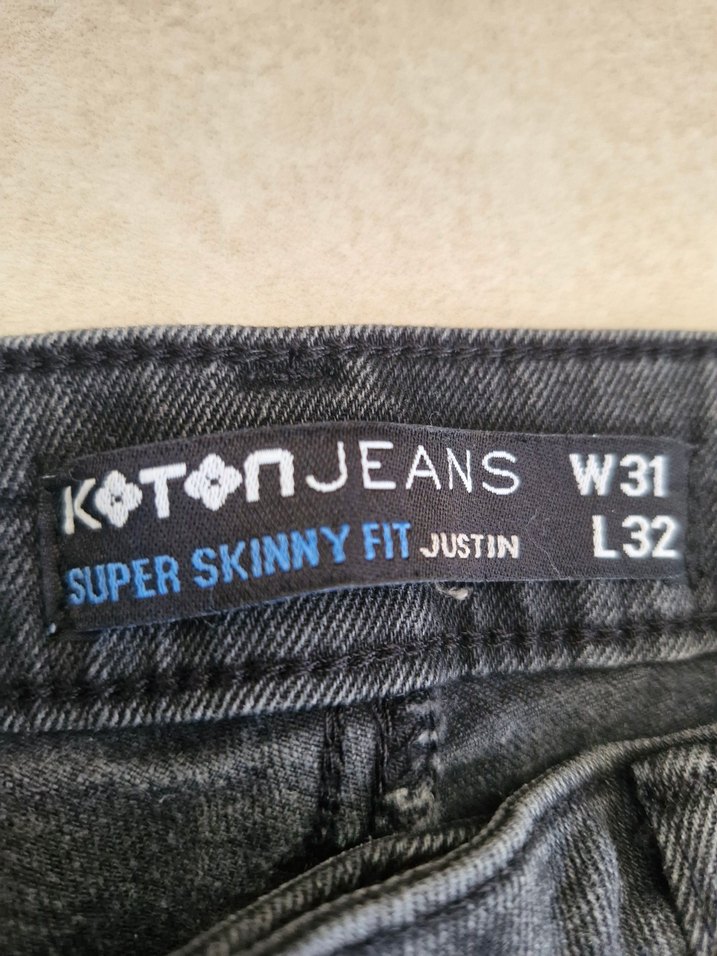 KOTON JEANS W31
SUPER SKINNY FIT JUSTIN L32